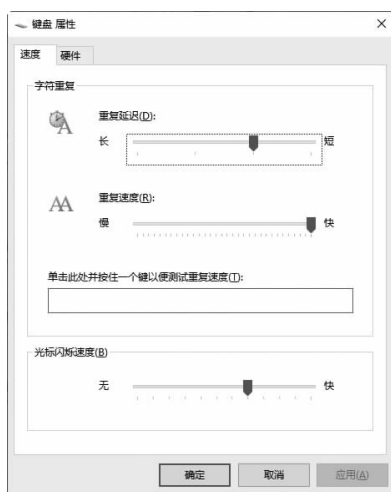 键盘 属性
速度 硬件
字符重复
重复延迟(D):
长 短
重复速度(R):
慢 快
单击此处并按住一个键以便测试重复速度(T):
光标闪烁速度(B)
无 快
确定 取消 应用(A)